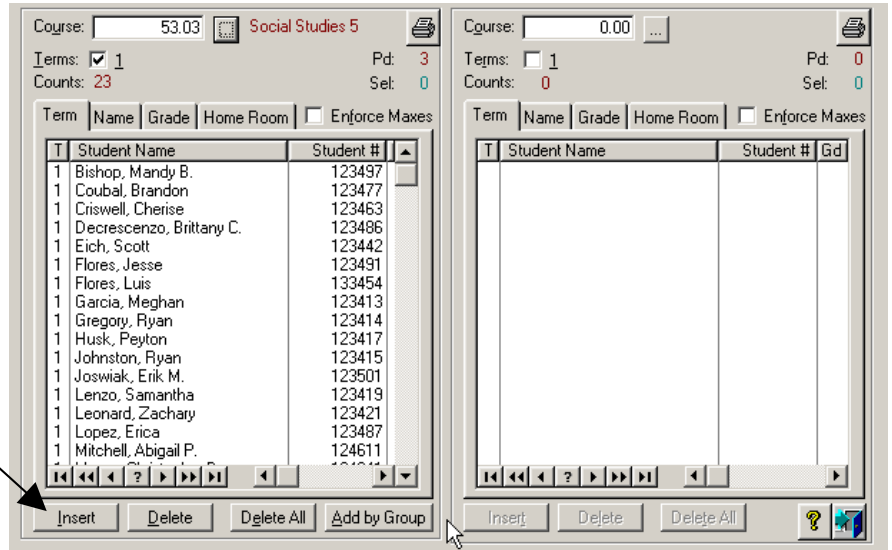 Course: 53.03 ... Social Studies 5
Terms: 1 Pd: 3
Counts: 23 Sel: 0
Term Name Grade Home Room Enforce Maxes
T Student Name Student #
1 Bishop, Mandy B. 123497
1 Coubal, Brandon 123477
1 Criswell, Cherise 123463
1 Decrescenzo, Brittany C. 123486
1 Eich, Scott 123442
1 Flores, Jesse 123491
1 Flores, Luis 133454
1 Garcia, Meghan 123413
1 Gregory, Ryan 123414
1 Husk, Peyton 123417
1 Johnston, Ryan 123415
1 Joswiak, Erik M. 123501
1 Lenzo, Samantha 123419
1 Leonard, Zachary 123421
1 Lopez, Erica 123487
1 Mitchell, Abigail P. 124611
?
Insert Delete Delete All Add by Group
Course: 0.00 ...
Terms: 1 Pd: 0
Counts: 0 Sel: 0
Term Name Grade Home Room Enforce Maxes
T Student Name Student # Gd
?
Insert Delete Delete All ?